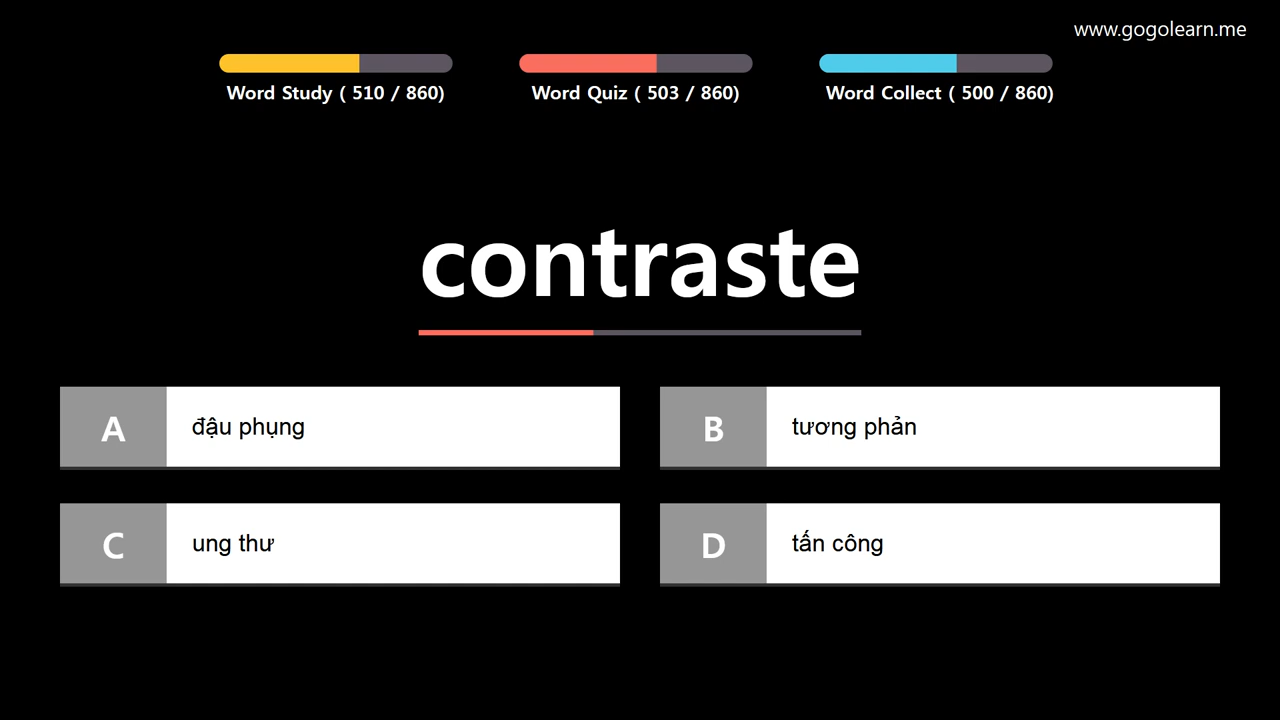 www.gogolearn.me
Word Study ( 510 / 860)
Word Quiz ( 503 / 860)
Word Collect ( 500 / 860)
contraste
A
đậu phụng
B
tương phản
C
ung thư
D
tấn công